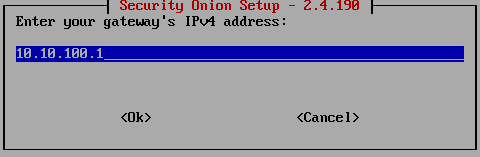 Security Onion Setup - 2.4.190
Enter your gateway's IPv4 address:
10.10.100.1
<Ok> <Cancel>